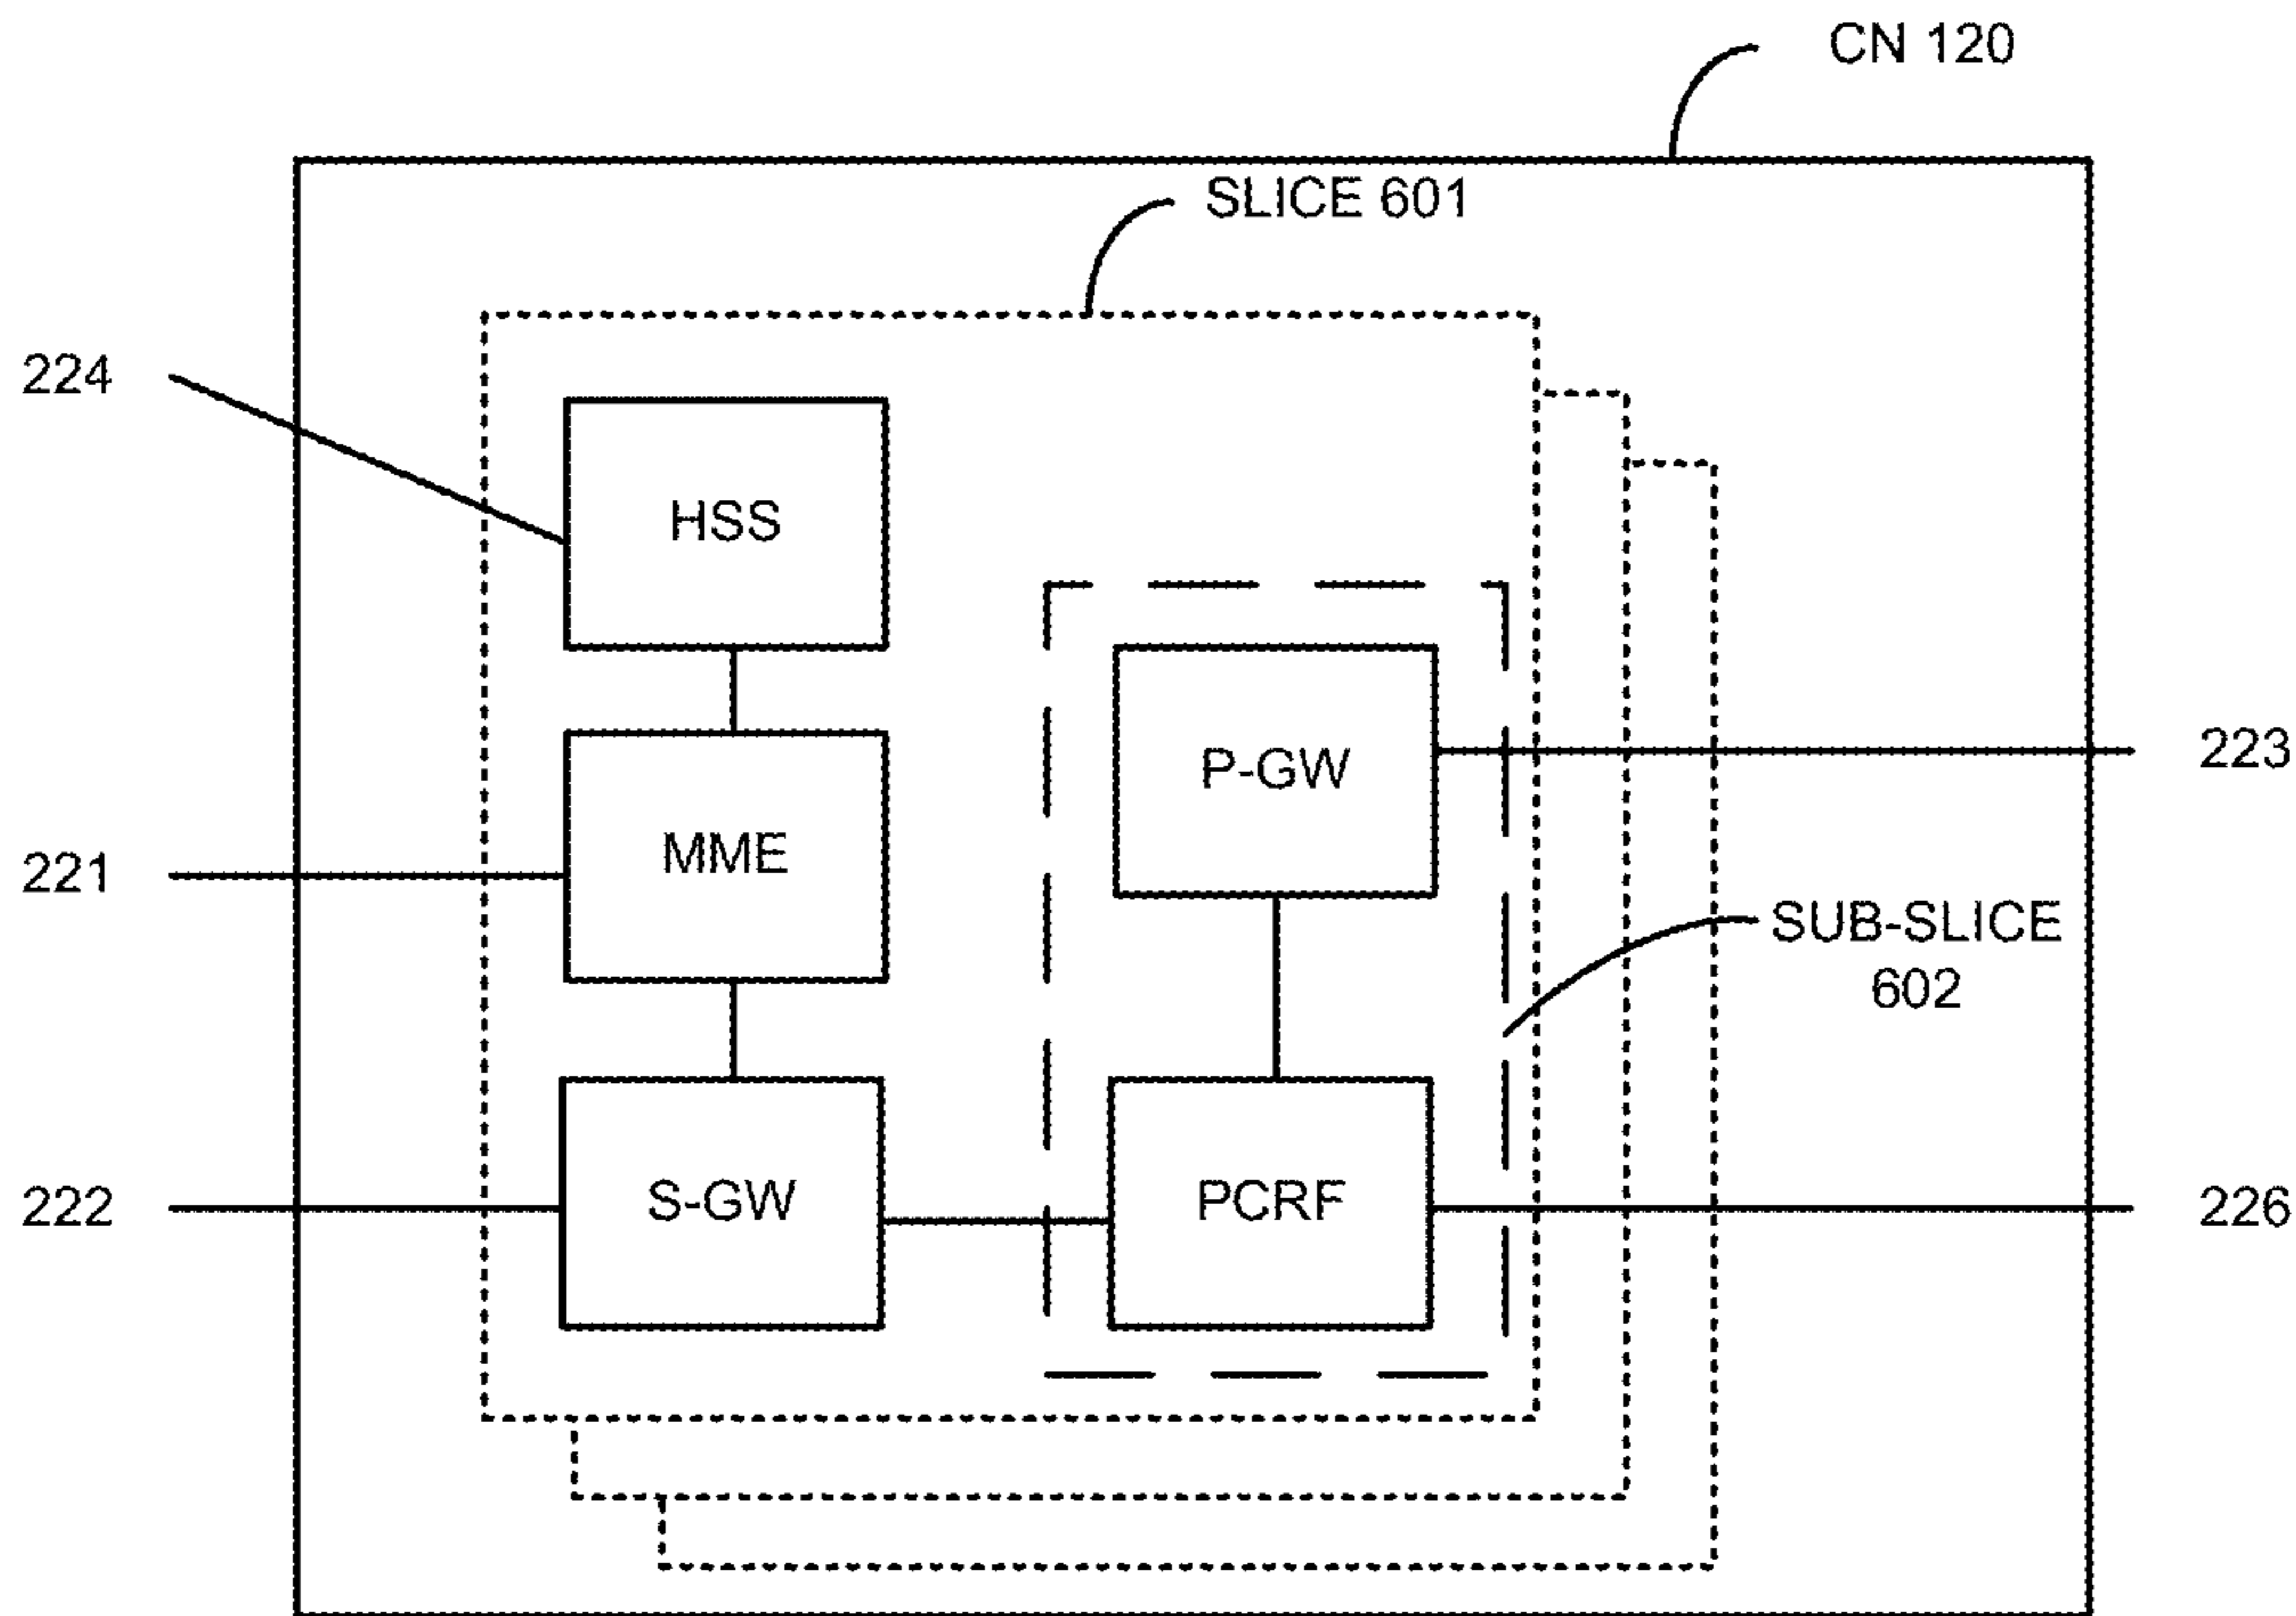 CN 120
SLICE 601
224
HSS
P-GW
223
MME
221
SUB-SLICE
602
222
S-GW
PCRF
226